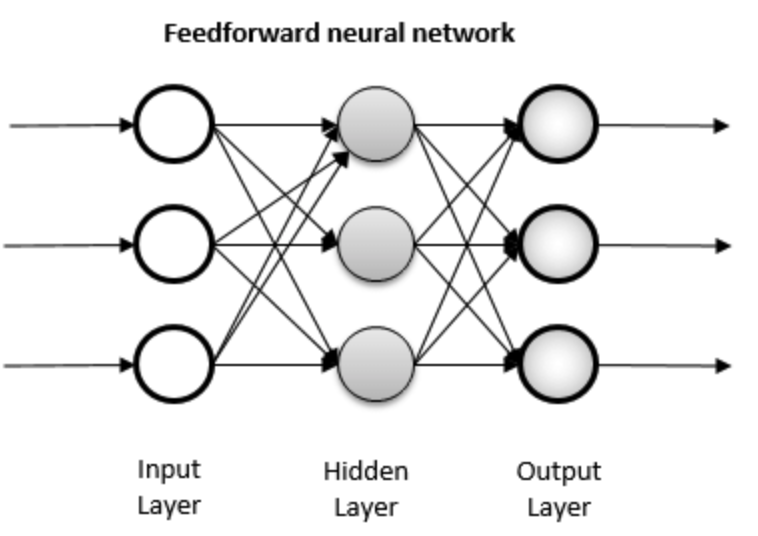 Feedforward neural network
Input
Layer
Hidden
Layer
Output
Layer